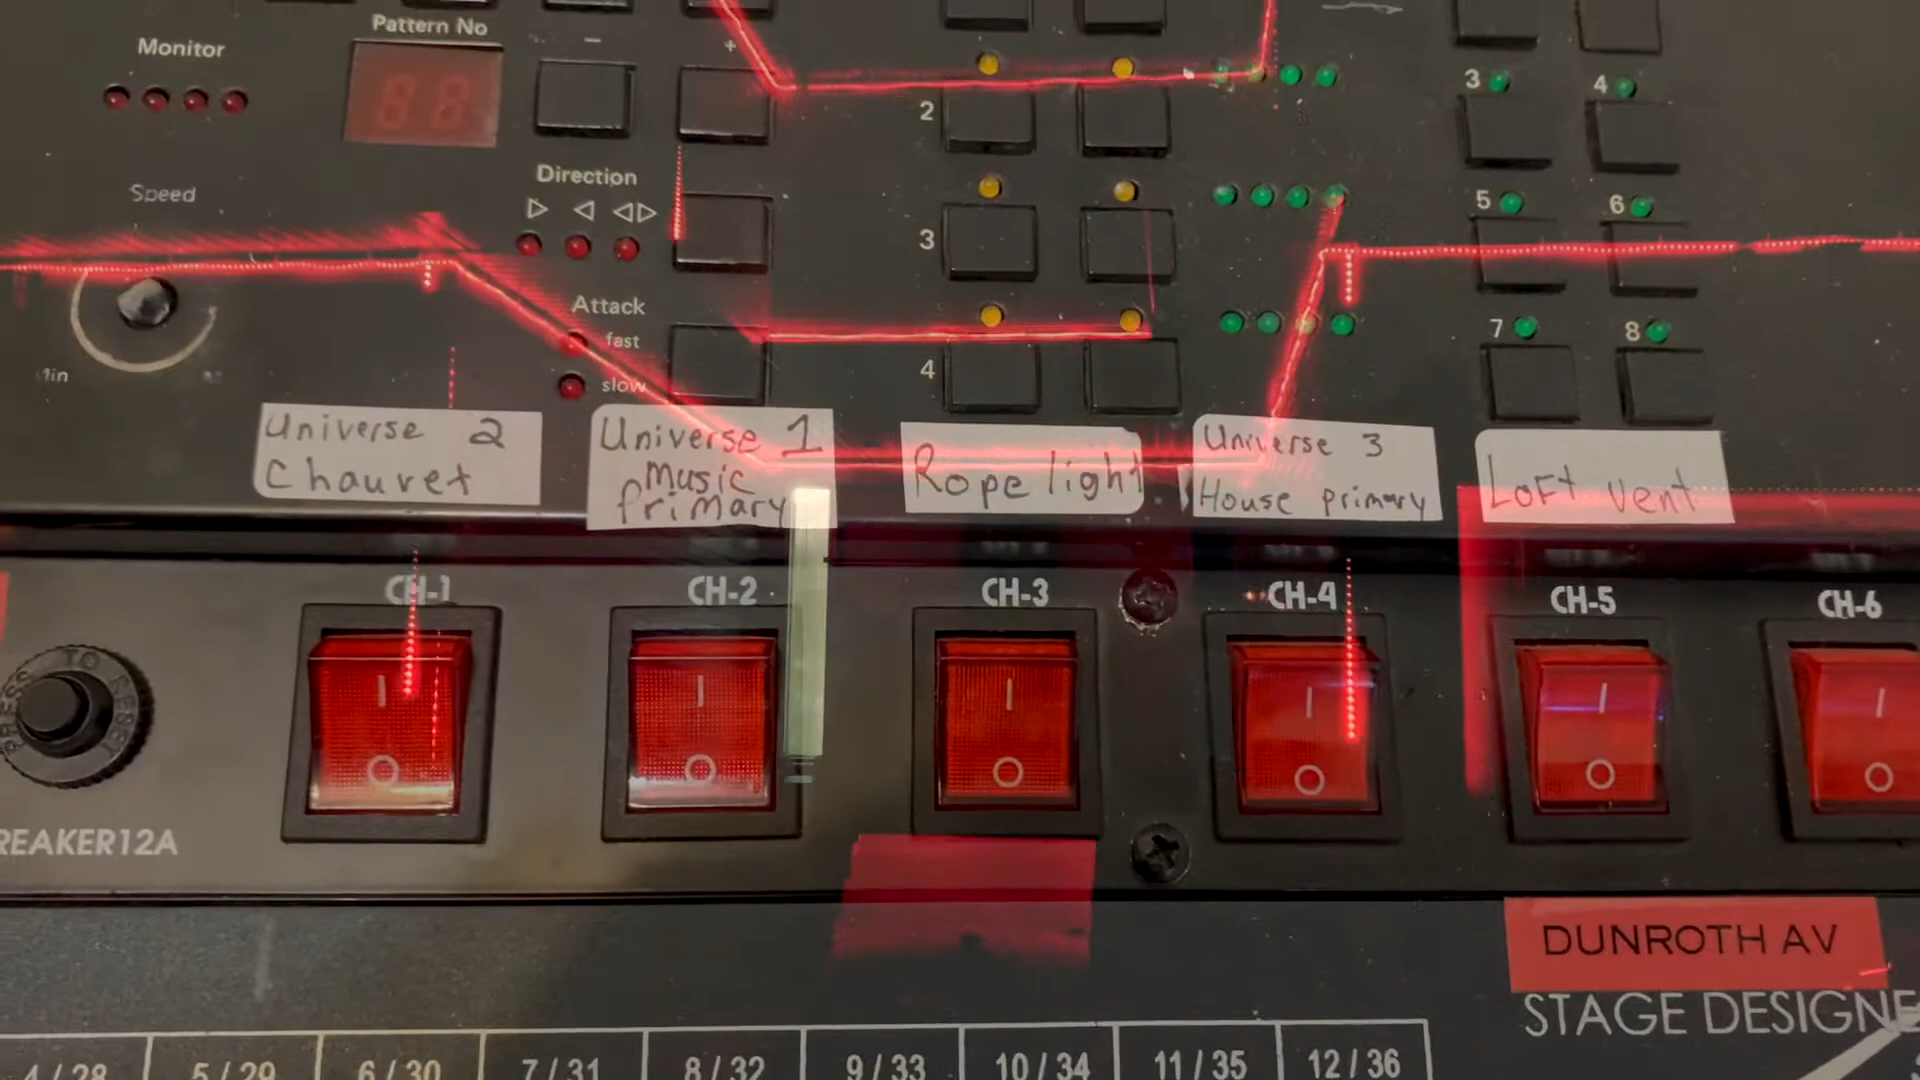 Pattern No
Monitor
− +
3 4
2
Direction
Speed
5 6
3
Attack
fast
7 8
slow
4
Universe 2
Chauvet
Universe 1
Music
Primary
Rope light
Universe 3
House primary
Loft vent
CH-1 CH-2 CH-3 CH-4 CH-5 CH-6
PRESS TO RESET
I I I I I I
O O O O O O
REAKER12A
DUNROTH AV
STAGE DESIGNE
4/28 5/29 6/30 7/31 8/32 9/33 10/34 11/35 12/36